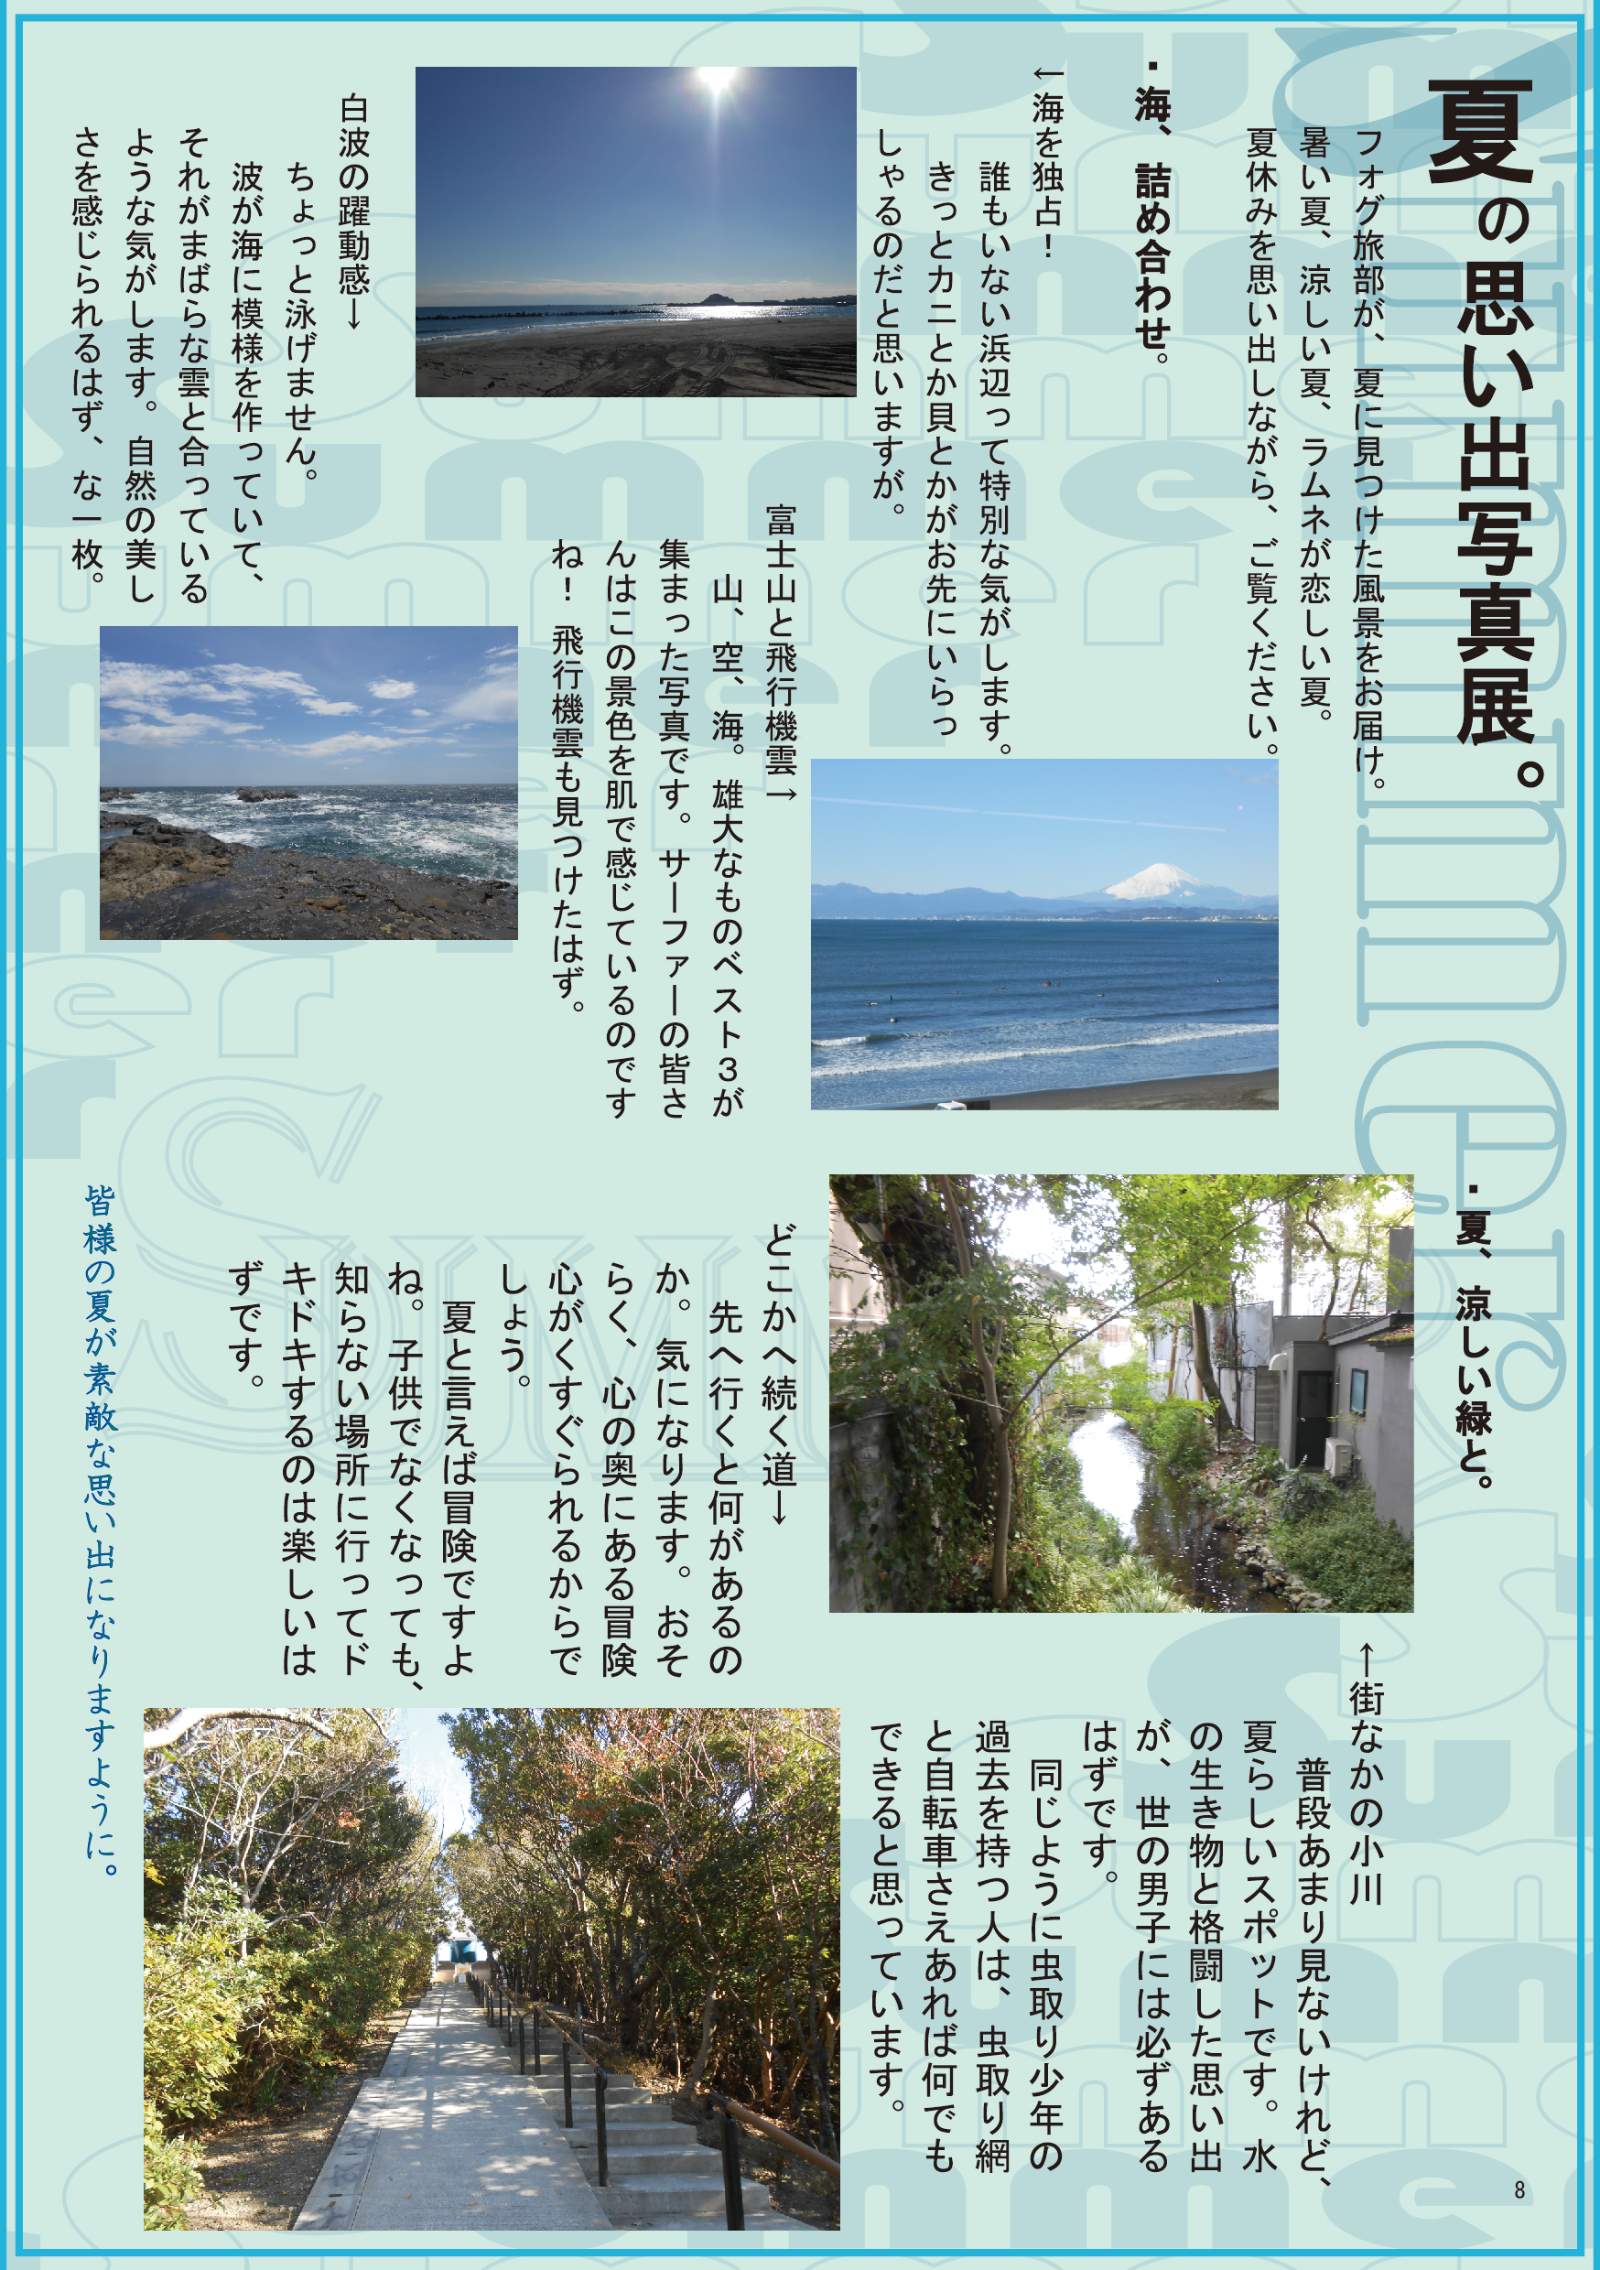 夏の思い出写真展。
フォグ旅部が、夏に見つけた風景をお届け。
暑い夏、涼しい夏、ラムネが恋しい夏。
夏休みを思い出しながら、ご覧ください。
・海、詰め合わせ。
←海を独占！
誰もいない浜辺って特別な気がします。
きっとカニとか貝とかがお先にいらっ
しゃるのだと思いますが。
富士山と飛行機雲→
山、空、海。雄大なものベスト３が
集まった写真です。サーファーの皆さ
んはこの景色を肌で感じているのです
ね！飛行機雲も見つけたはず。
白波の躍動感↓
ちょっと泳げません。
波が海に模様を作っていて、
それがまばらな雲と合っている
ような気がします。自然の美し
さを感じられるはず、な一枚。
・夏、涼しい緑と。
←街なかの小川
普段あまり見ないけれど、
夏らしいスポットです。水
の生き物と格闘した思い出
が、世の男子には必ずある
はずです。
同じように虫取り少年の
過去を持つ人は、虫取り網
と自転車さえあれば何でも
できると思っています。
どこかへ続く道↓
先へ行くと何があるの
か。気になります。おそ
らく、心の奥にある冒険
心がくすぐられるからで
しょう。
夏と言えば冒険ですよ
ね。子供でなくなっても、
知らない場所に行ってド
キドキするのは楽しいは
ずです。
皆様の夏が素敵な思い出になりますように。
8
Summer
Summer
Summer
Summer
Summer
Summer